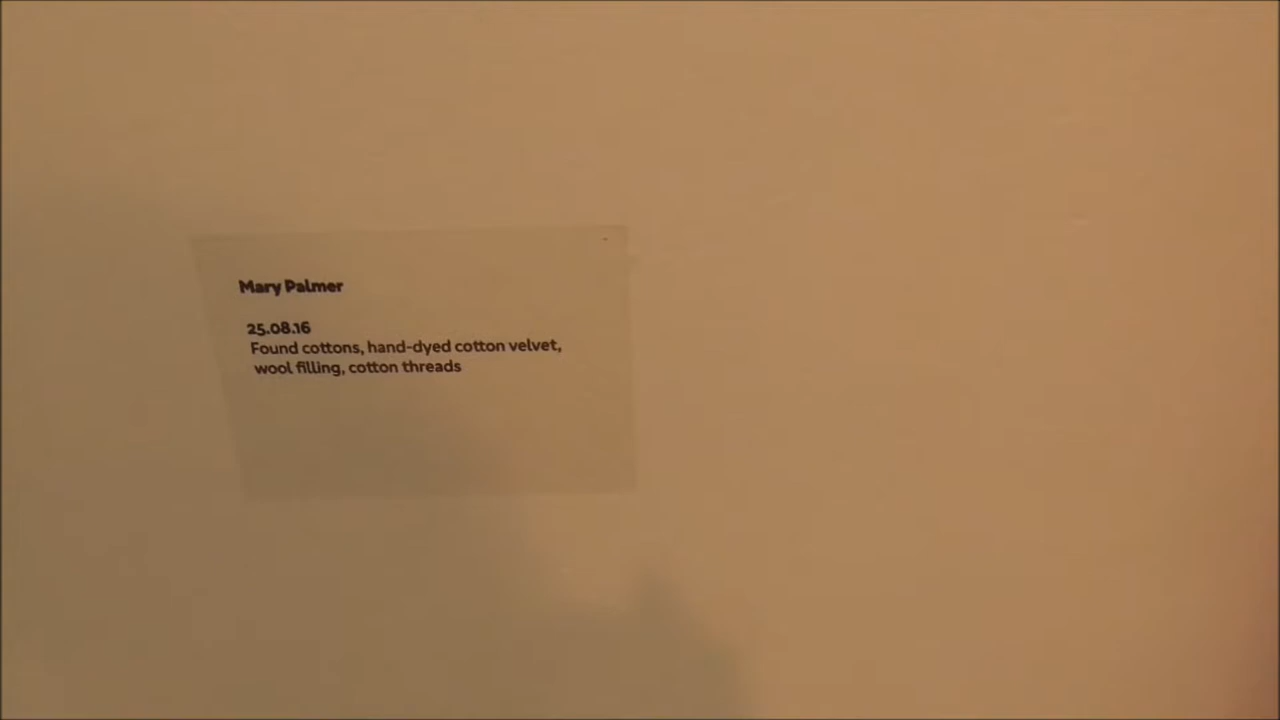 Mary Palmer
25.08.16
Found cottons, hand-dyed cotton velvet,
wool filling, cotton threads